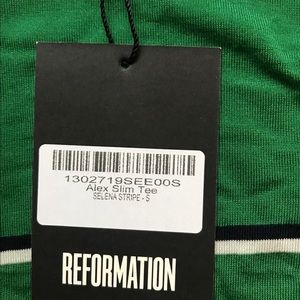 1302719SEE00S
Alex Slim Tee
SELENA STRIPE - S
REFORMATION